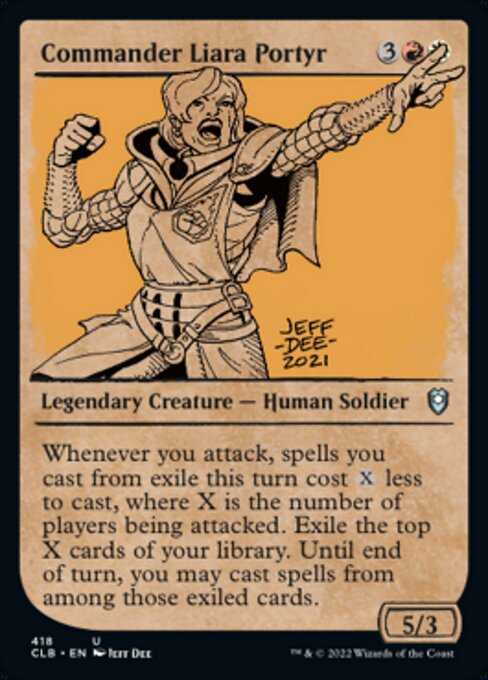 Commander Liara Portyr 3
JEFF
-DEE-
2021
Legendary Creature — Human Soldier
Whenever you attack, spells you
cast from exile this turn cost X less
to cast, where X is the number of
players being attacked. Exile the top
X cards of your library. Until end
of turn, you may cast spells from
among those exiled cards.
5/3
418 U
CLB • EN Jeff Dee
™ & © 2022 Wizards of the Coast